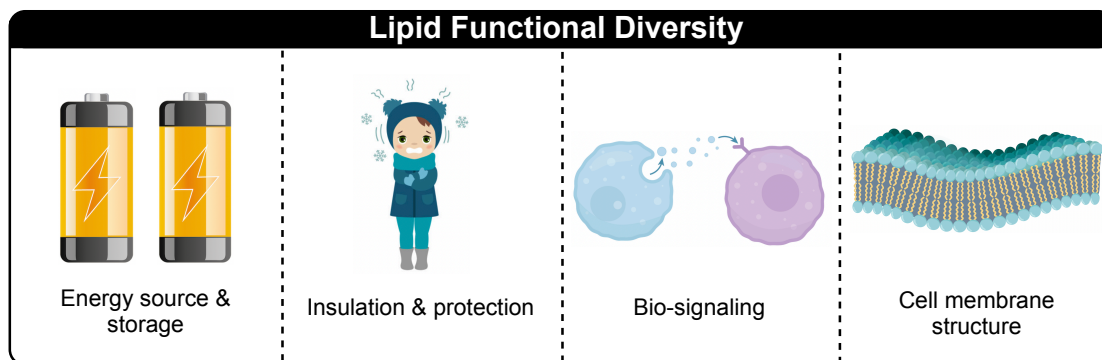 Lipid Functional Diversity
Energy source &
storage
Insulation & protection
Bio-signaling
Cell membrane
structure